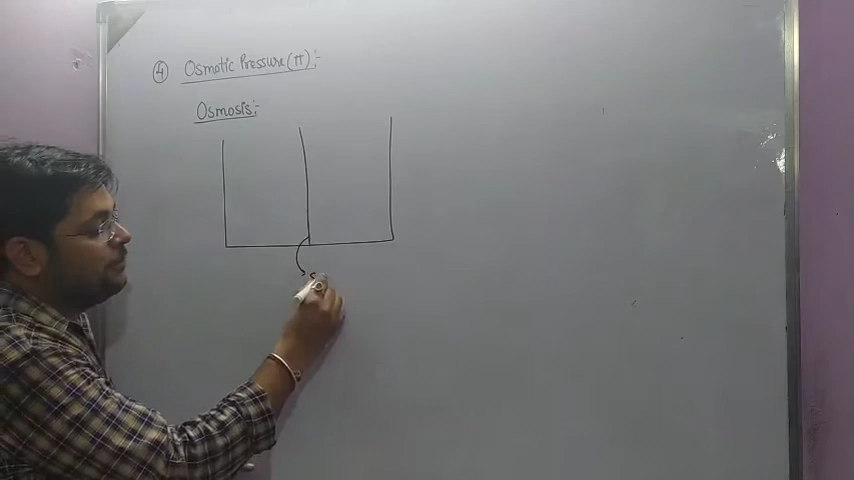 ④ Osmotic Pressure (π):-
Osmosis:-